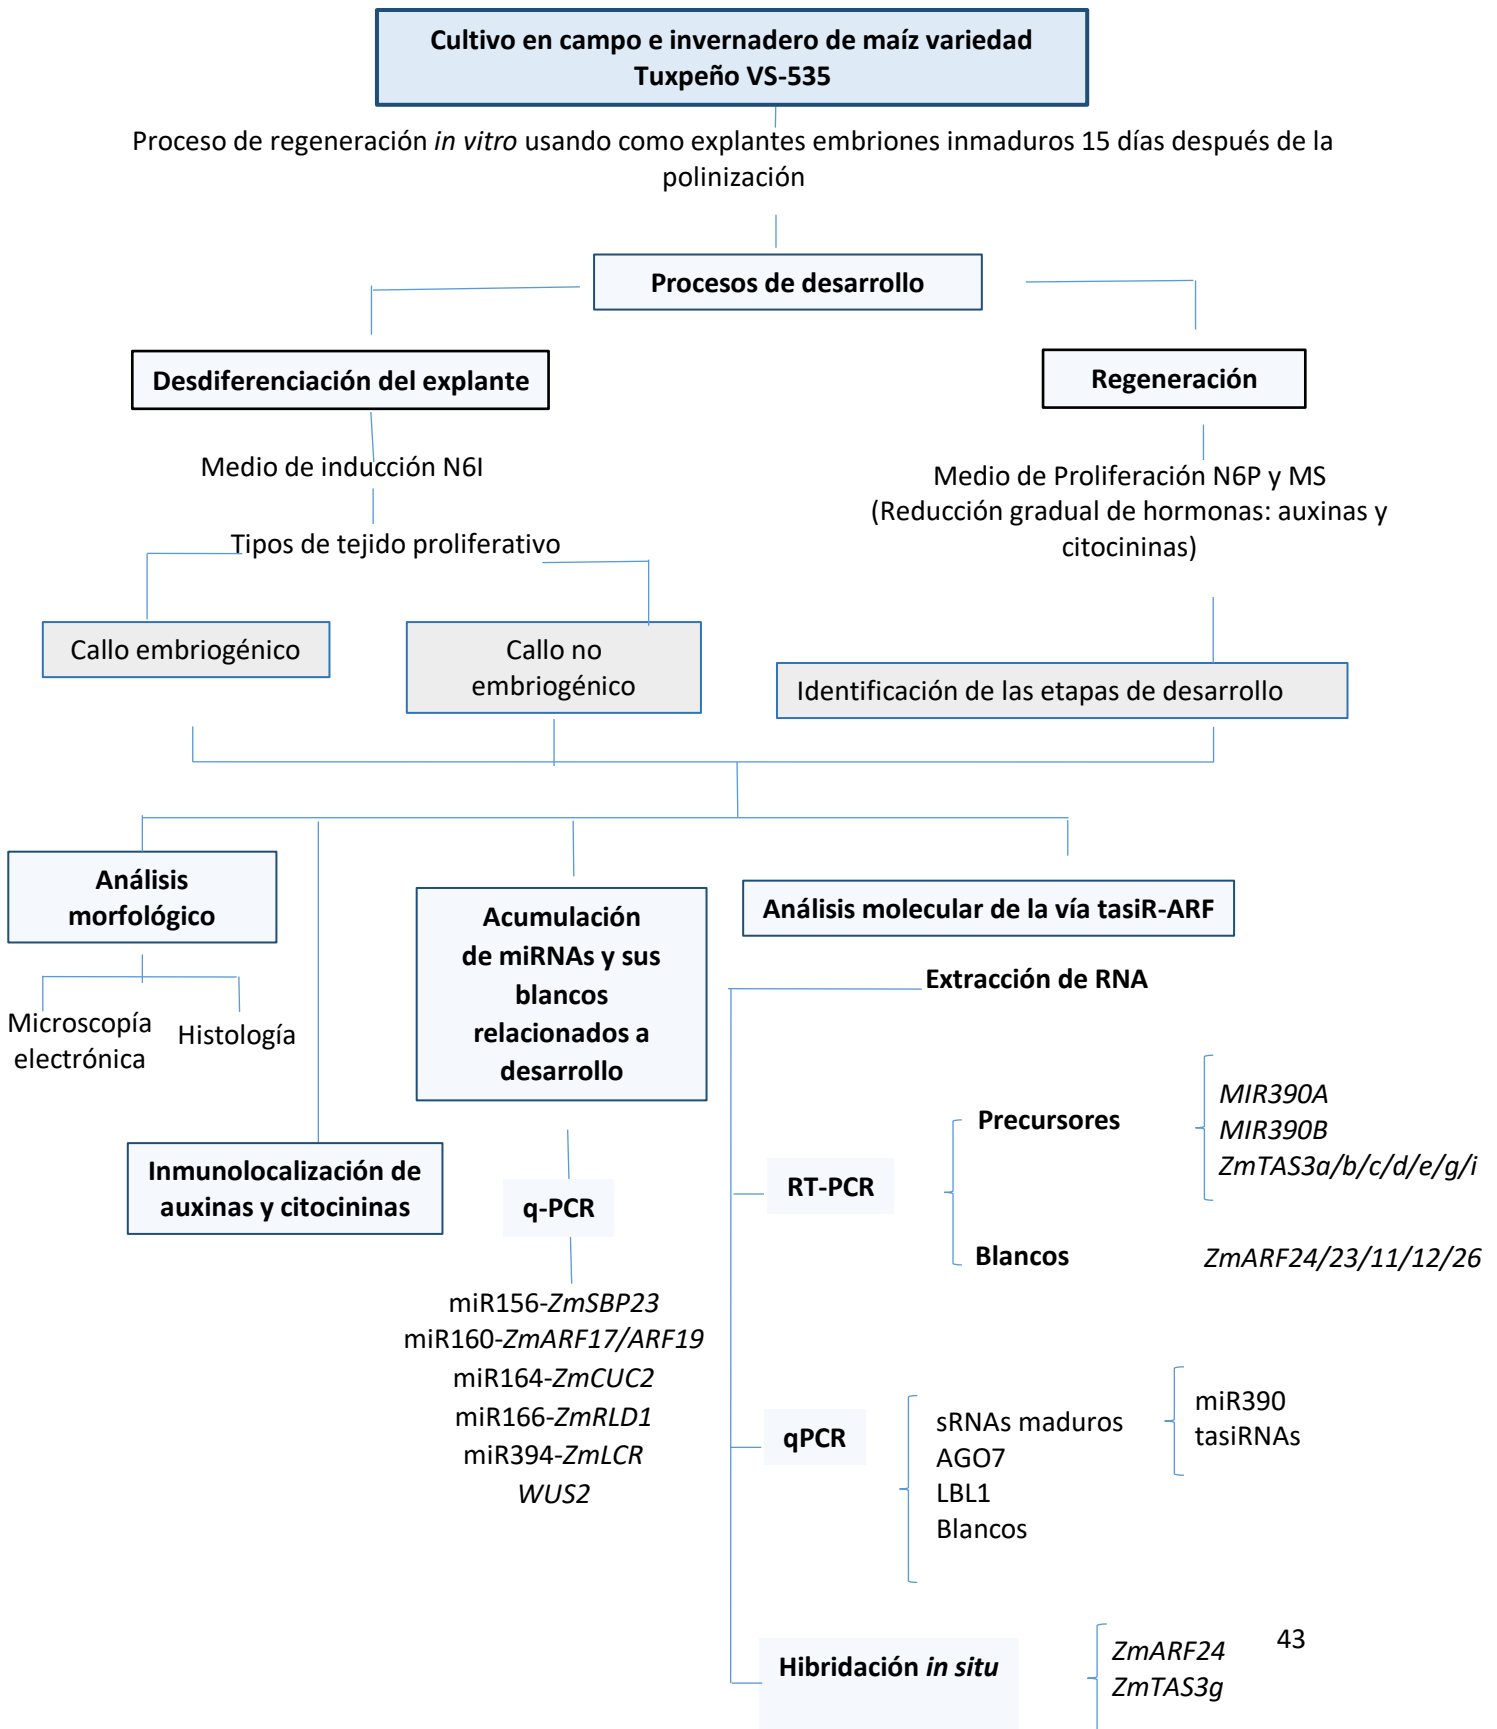 Cultivo en campo e invernadero de maíz variedad
Tuxpeño VS-535
Proceso de regeneración in vitro usando como explantes embriones inmaduros 15 días después de la
polinización
Procesos de desarrollo
Desdiferenciación del explante
Regeneración
Medio de inducción N6I
Medio de Proliferación N6P y MS
(Reducción gradual de hormonas: auxinas y
citocininas)
Tipos de tejido proliferativo
Callo embriogénico
Callo no
embriogénico
Identificación de las etapas de desarrollo
Análisis
morfológico
Microscopía
electrónica
Histología
Inmunolocalización de
auxinas y citocininas
Acumulación
de miRNAs y sus
blancos
relacionados a
desarrollo
q-PCR
miR156-ZmSBP23
miR160-ZmARF17/ARF19
miR164-ZmCUC2
miR166-ZmRLD1
miR394-ZmLCR
WUS2
Análisis molecular de la vía tasiR-ARF
Extracción de RNA
RT-PCR
Precursores
MIR390A
MIR390B
ZmTAS3a/b/c/d/e/g/i
Blancos
ZmARF24/23/11/12/26
qPCR
sRNAs maduros
AGO7
LBL1
Blancos
miR390
tasiRNAs
Hibridación in situ
ZmARF24
ZmTAS3g
43